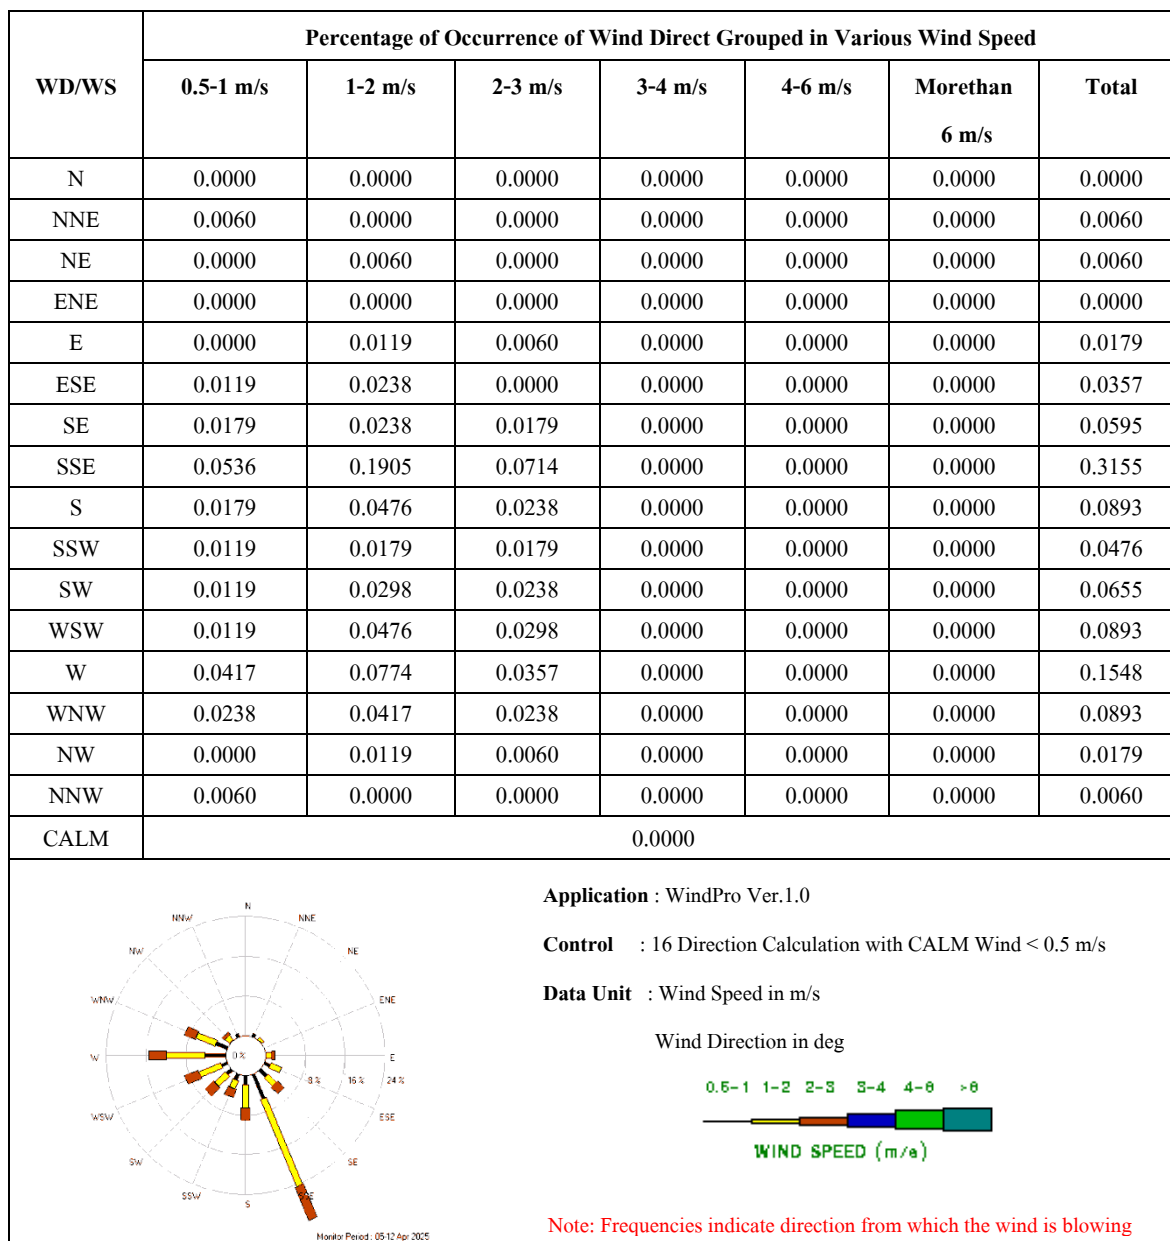 Percentage of Occurrence of Wind Direct Grouped in Various Wind Speed
WD/WS 0.5-1 m/s 1-2 m/s 2-3 m/s 3-4 m/s 4-6 m/s Morethan 6 m/s Total
N 0.0000 0.0000 0.0000 0.0000 0.0000 0.0000 0.0000
NNE 0.0060 0.0000 0.0000 0.0000 0.0000 0.0000 0.0060
NE 0.0000 0.0060 0.0000 0.0000 0.0000 0.0000 0.0060
ENE 0.0000 0.0000 0.0000 0.0000 0.0000 0.0000 0.0000
E 0.0000 0.0119 0.0060 0.0000 0.0000 0.0000 0.0179
ESE 0.0119 0.0238 0.0000 0.0000 0.0000 0.0000 0.0357
SE 0.0179 0.0238 0.0179 0.0000 0.0000 0.0000 0.0595
SSE 0.0536 0.1905 0.0714 0.0000 0.0000 0.0000 0.3155
S 0.0179 0.0476 0.0238 0.0000 0.0000 0.0000 0.0893
SSW 0.0119 0.0179 0.0179 0.0000 0.0000 0.0000 0.0476
SW 0.0119 0.0298 0.0238 0.0000 0.0000 0.0000 0.0655
WSW 0.0119 0.0476 0.0298 0.0000 0.0000 0.0000 0.0893
W 0.0417 0.0774 0.0357 0.0000 0.0000 0.0000 0.1548
WNW 0.0238 0.0417 0.0238 0.0000 0.0000 0.0000 0.0893
NW 0.0000 0.0119 0.0060 0.0000 0.0000 0.0000 0.0179
NNW 0.0060 0.0000 0.0000 0.0000 0.0000 0.0000 0.0060
CALM 0.0000
N
NNW NNE
NW NE
WNW ENE
W 0 % E
8 % 16 % 24 %
WSW ESE
SW SE
SSW SSE
S
Monitor Period : 05-12 Apr 2025
Application : WindPro Ver.1.0
Control : 16 Direction Calculation with CALM Wind < 0.5 m/s
Data Unit : Wind Speed in m/s
Wind Direction in deg
0.5-1 1-2 2-3 3-4 4-6 >6
WIND SPEED (m/s)
Note: Frequencies indicate direction from which the wind is blowing